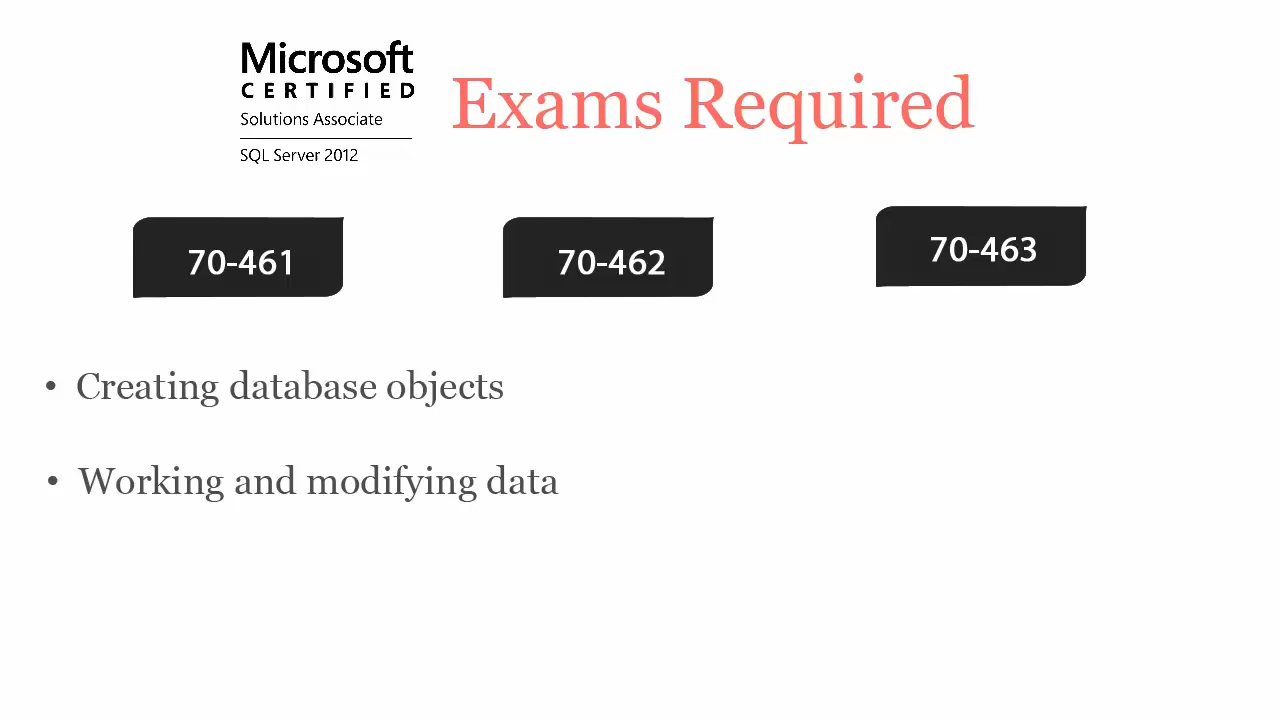 Microsoft
CERTIFIED
Solutions Associate
SQL Server 2012
Exams Required
70-461
70-462
70-463
• Creating database objects
• Working and modifying data